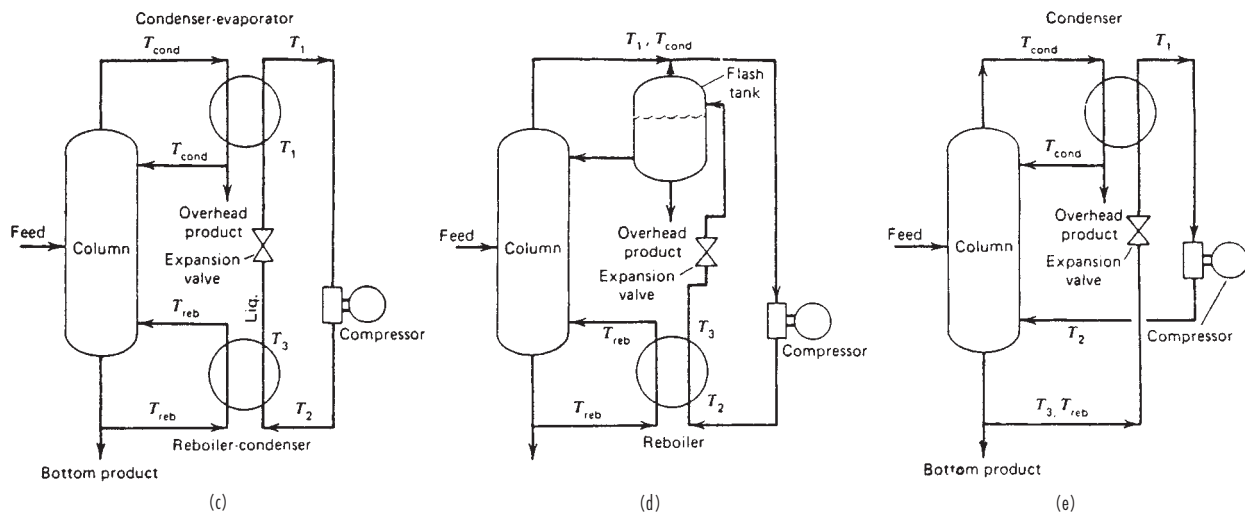 Condenser-evaporator
T_cond
T_1
T_cond
T_1
Feed
Column
Overhead
product
Expansion
valve
Liq.
Compressor
T_reb
T_3
T_reb
T_2
Reboiler-condenser
Bottom product
(c)
T_1, T_cond
Flash
tank
Feed
Column
Overhead
product
Expansion
valve
T_reb
T_3
Compressor
T_reb
T_2
Reboiler
(d)
Condenser
T_cond
T_1
T_cond
Feed
Column
Overhead
product
Expansion
valve
T_2
Compressor
T_3, T_reb
Bottom product
(e)